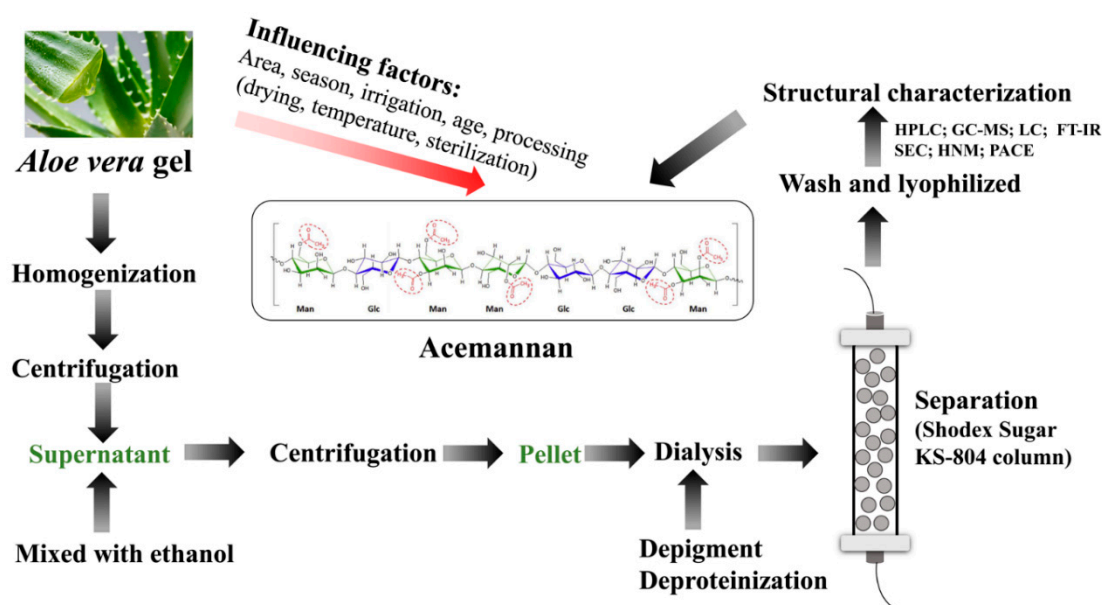 Influencing factors:
Area, season, irrigation, age, processing
(drying, temperature, sterilization)
Aloe vera gel
Homogenization
Centrifugation
Supernatant
Mixed with ethanol
Centrifugation
Pellet
Dialysis
Depigment
Deproteinization
Separation
(Shodex Sugar
KS-804 column)
Wash and lyophilized
HPLC; GC-MS; LC; FT-IR
SEC; HNM; PACE
Structural characterization
Man Glc Man Man Glc Glc Man
Acemannan